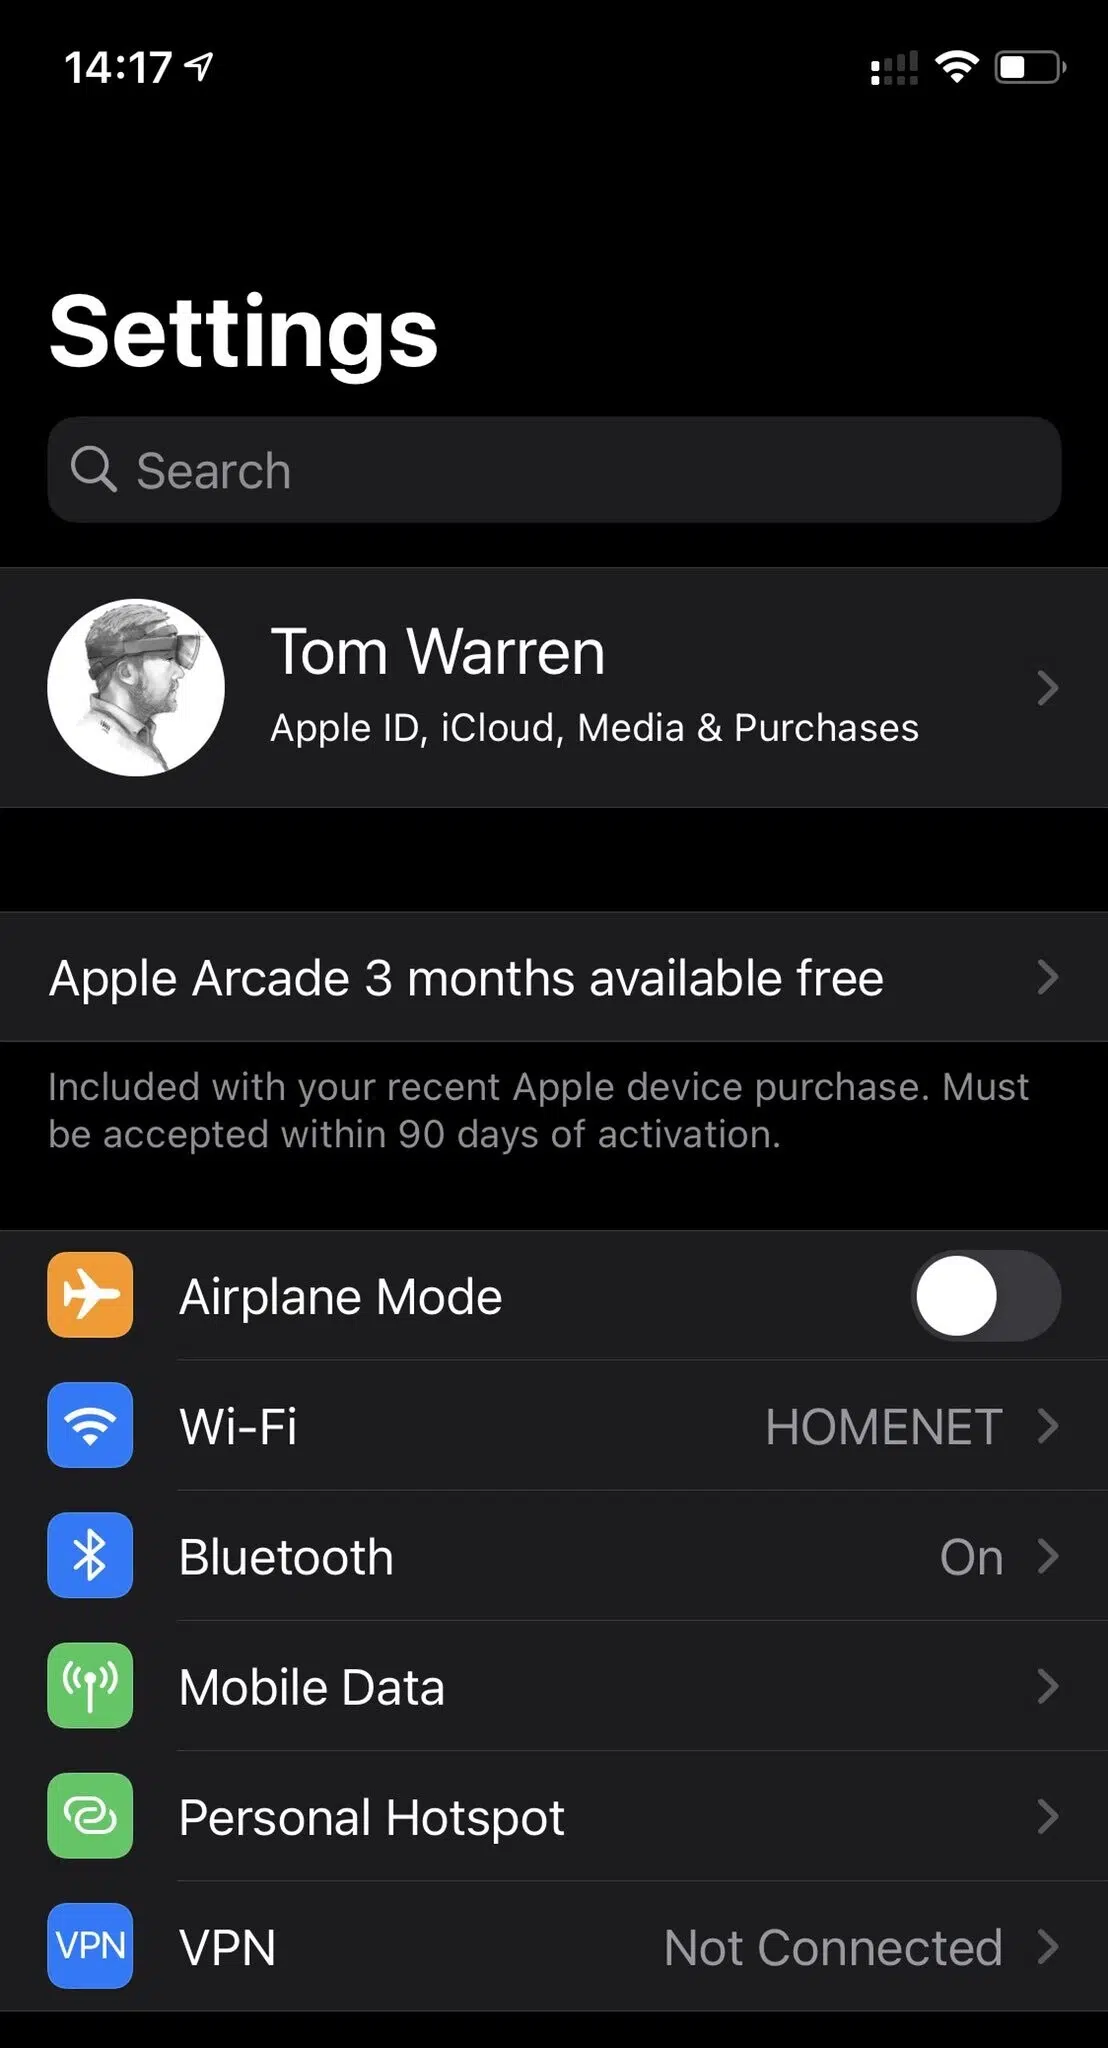 14:17
Settings
Search
Tom Warren
Apple ID, iCloud, Media & Purchases
Apple Arcade 3 months available free
Included with your recent Apple device purchase. Must
be accepted within 90 days of activation.
Airplane Mode
Wi-Fi HOMENET
Bluetooth On
Mobile Data
Personal Hotspot
VPN VPN Not Connected